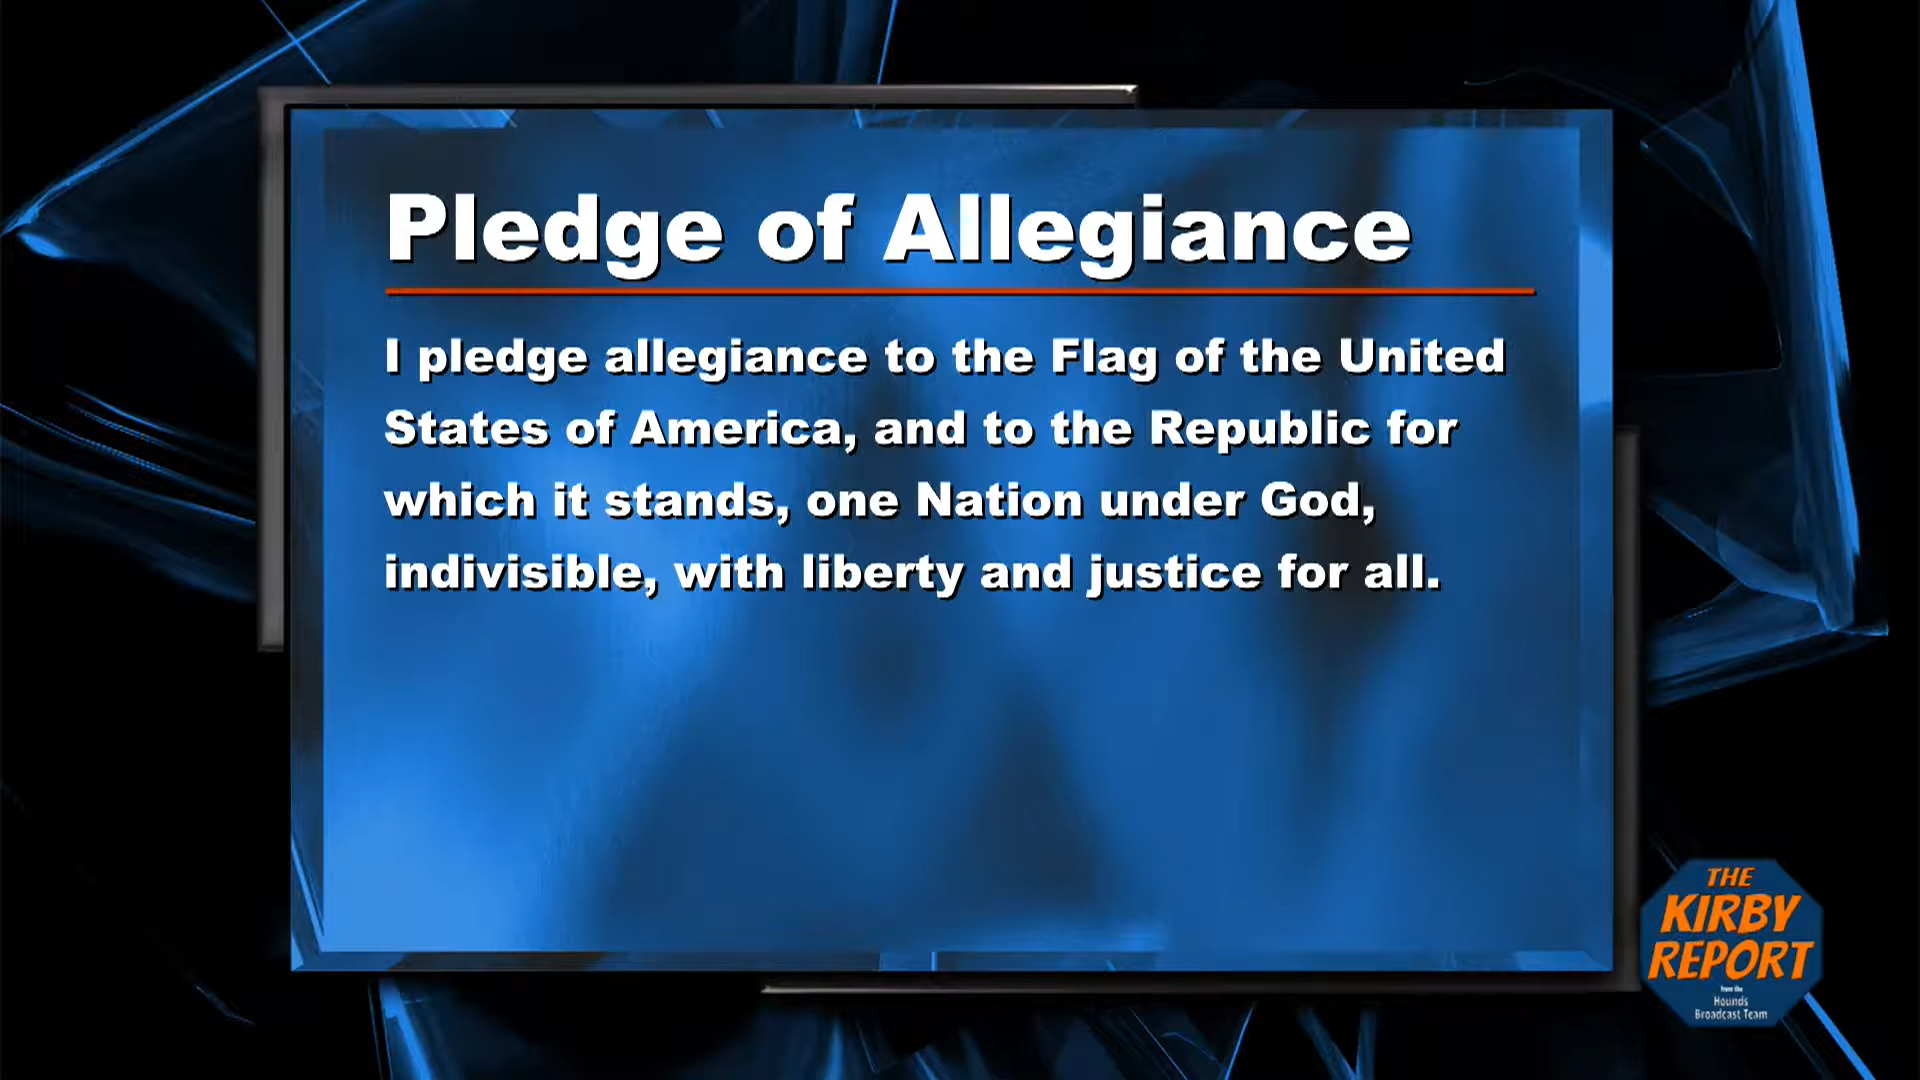 Pledge of Allegiance
I pledge allegiance to the Flag of the United
States of America, and to the Republic for
which it stands, one Nation under God,
indivisible, with liberty and justice for all.
THE
KIRBY
REPORT
from the
Hounds
Broadcast Team